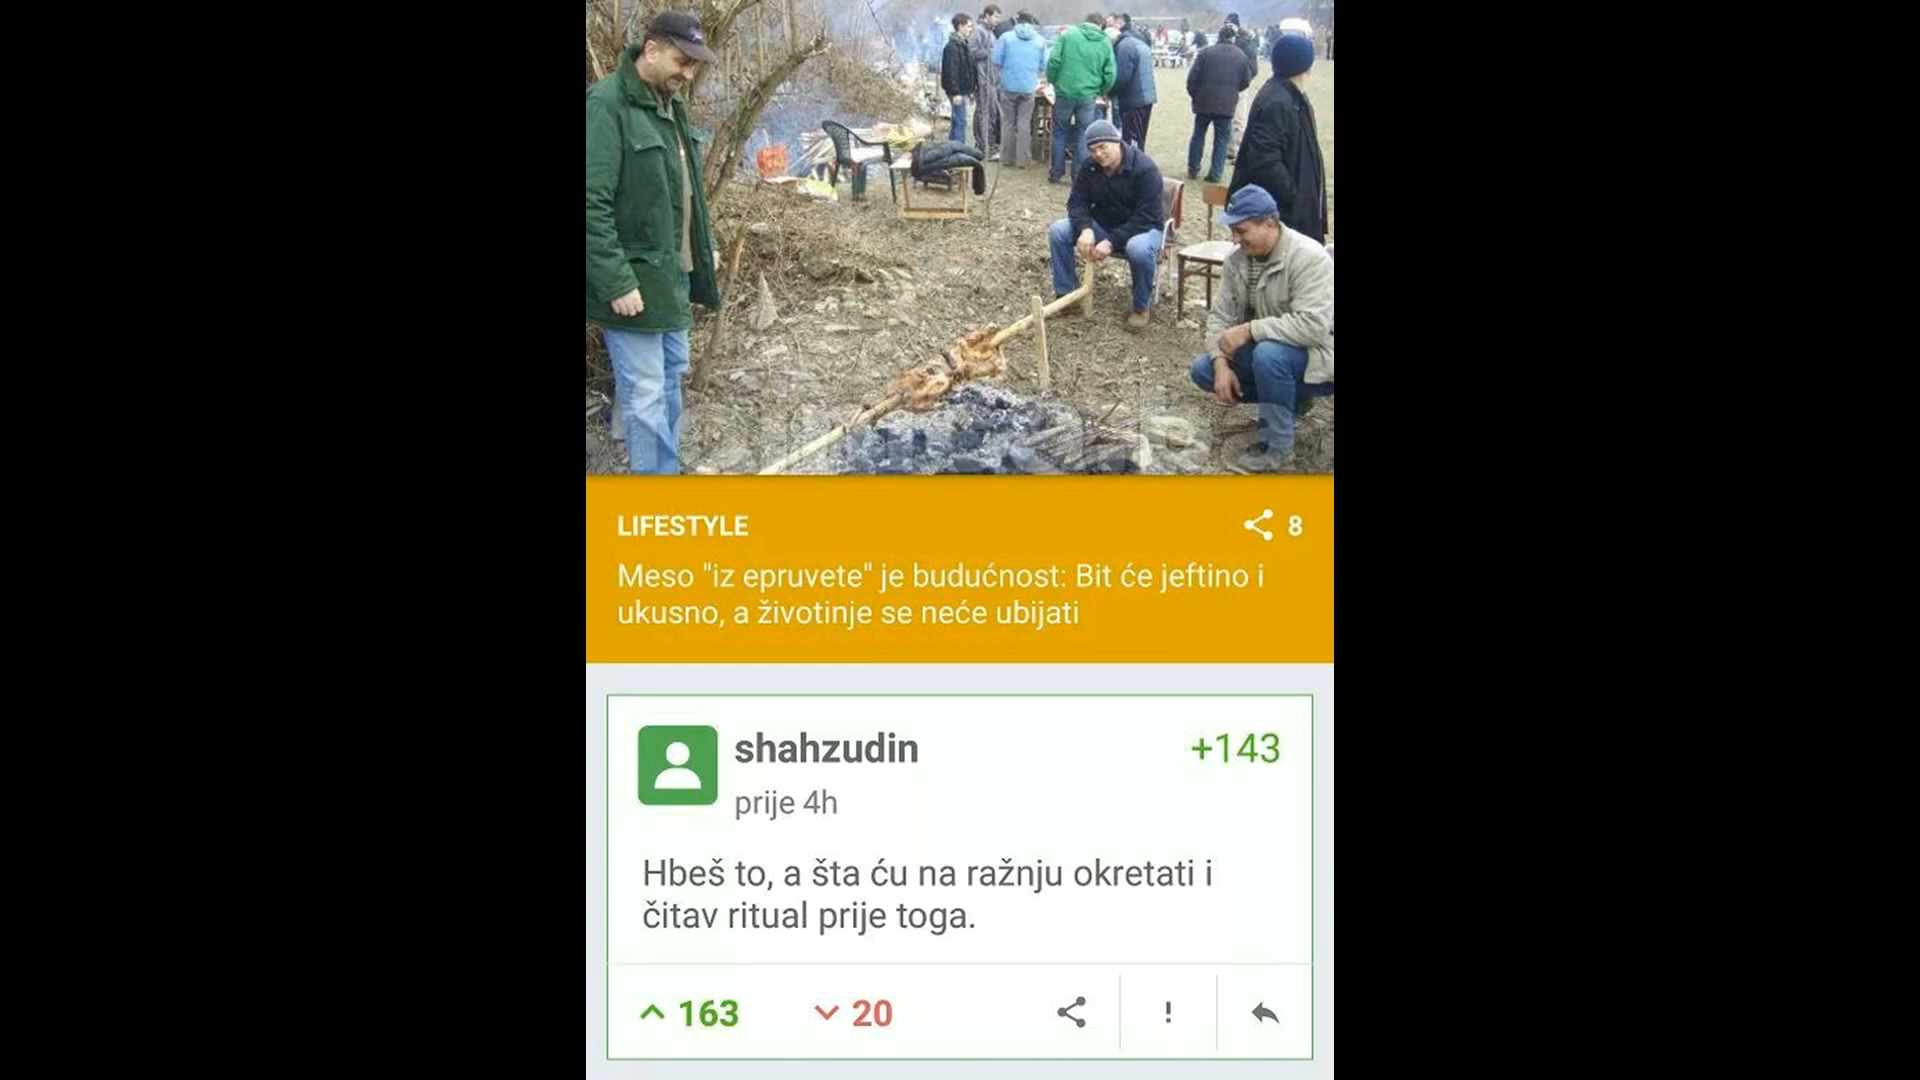 LIFESTYLE
8
Meso "iz epruvete" je budućnost: Bit će jeftino i
ukusno, a životinje se neće ubijati
shahzudin
+143
prije 4h
Hbeš to, a šta ću na ražnju okretati i
čitav ritual prije toga.
163
20
!